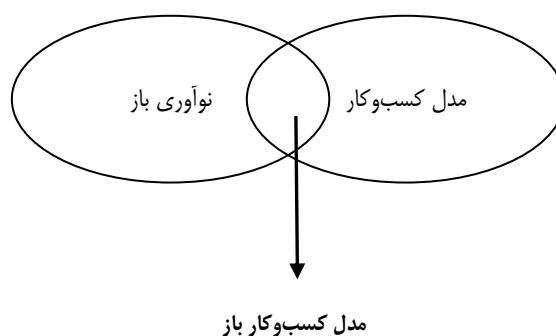 مدل کسب‌وکار
نوآوری باز
مدل کسب‌وکار باز